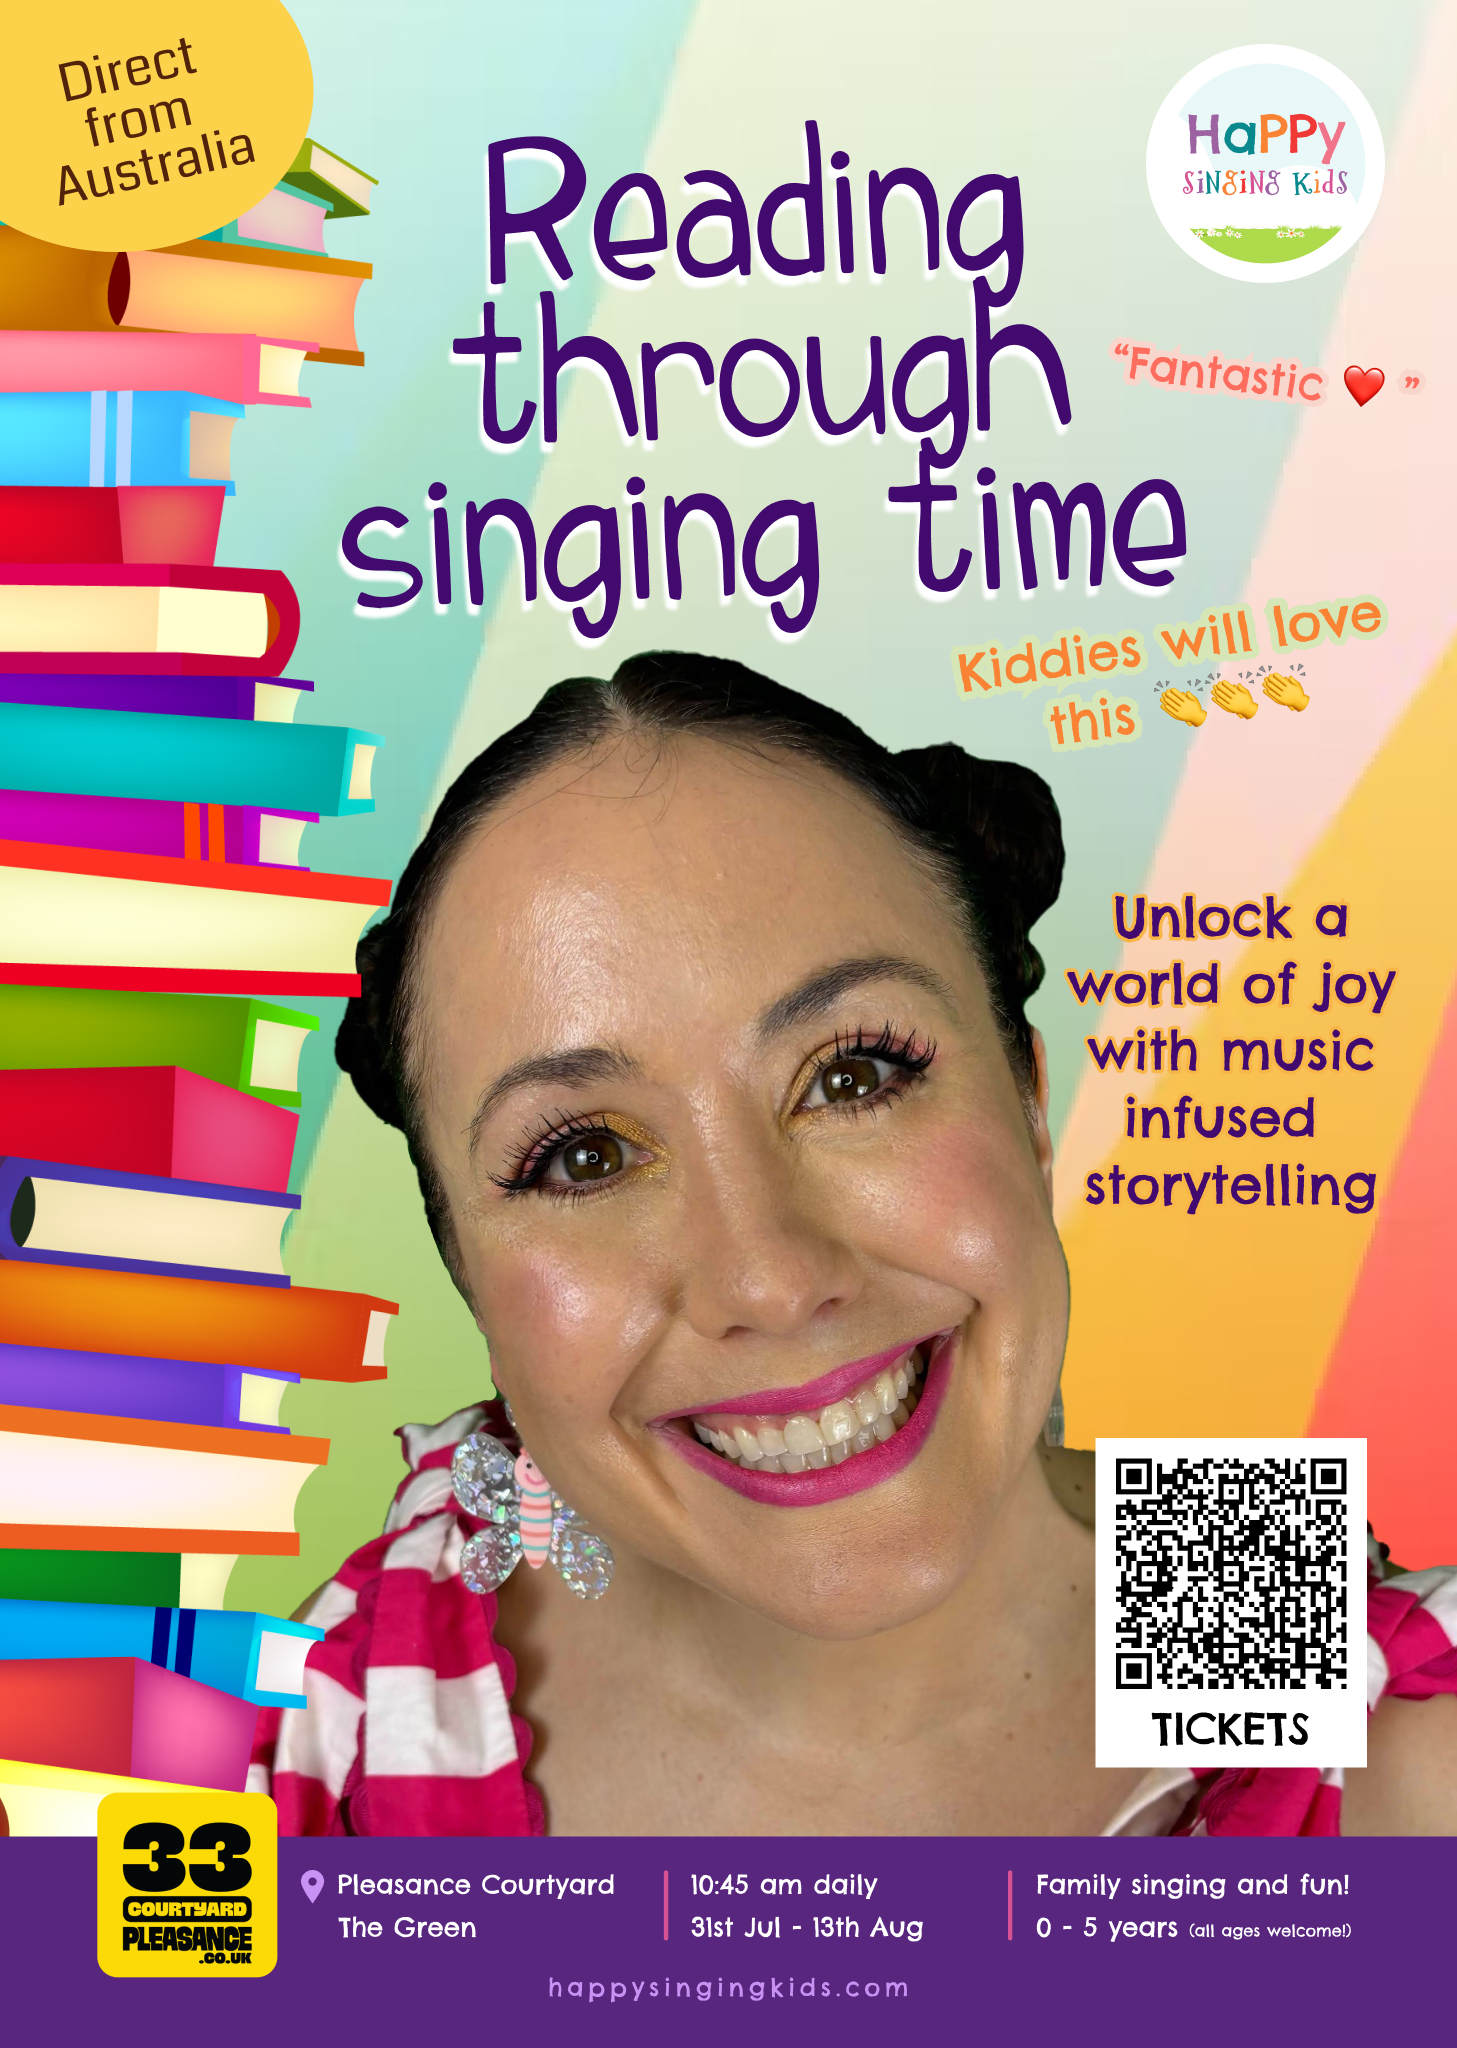 Direct
from
Australia
HaPPy
SiNgiNg Kids
Reading
through
singing time
“Fantastic ❤️ ”
Kiddies will love
this 👏👏👏
Unlock a
world of joy
with music
infused
storytelling
TICKETS
33
COURTYARD
PLEASANCE
.CO.UK
Pleasance Courtyard
The Green
10:45 am daily
31st Jul - 13th Aug
Family singing and fun!
0 - 5 years (all ages welcome!)
happysingingkids.com